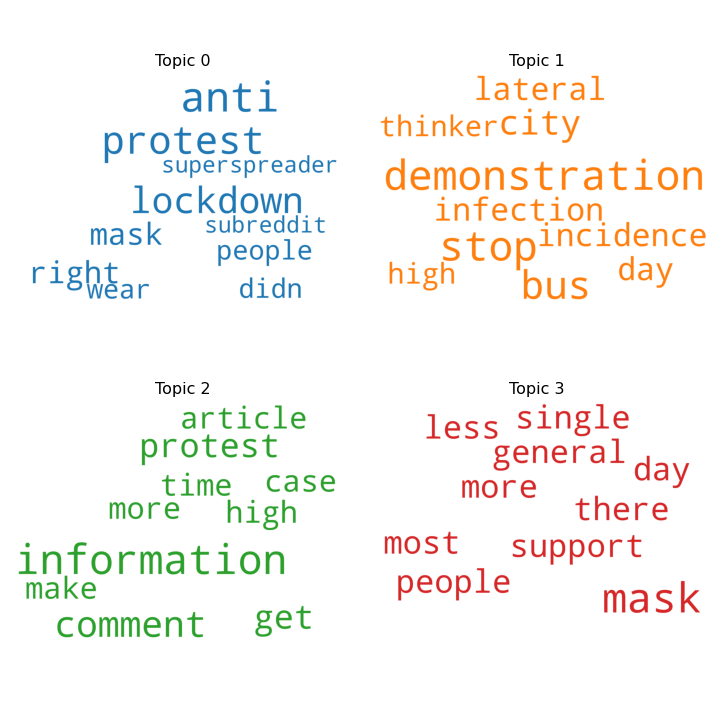 Topic 0
anti
protest
superspreader
lockdown
subreddit
mask
people
right
wear
didn
Topic 1
lateral
thinker city
demonstration
infection
incidence
stop
day
high
bus
Topic 2
article
protest
time case
more high
information
make
comment get
Topic 3
single
less
general
day
more
there
most support
people
mask